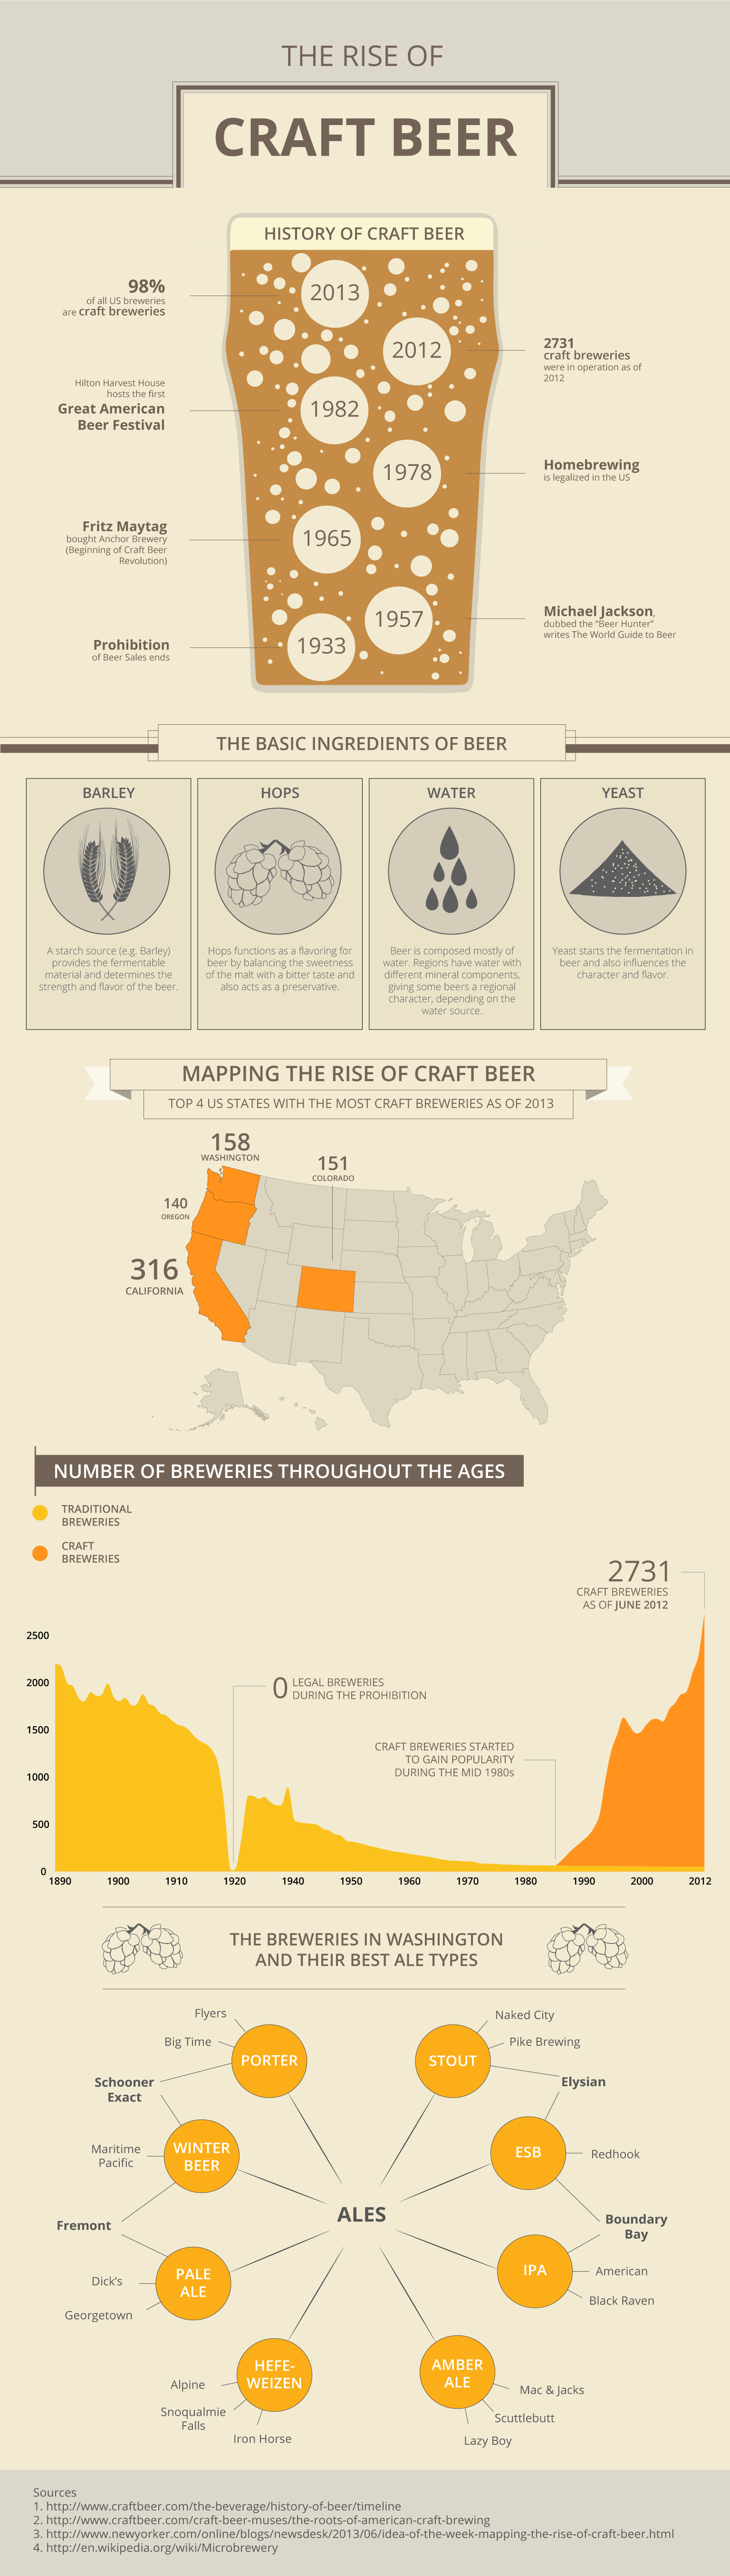 THE RISE OF
CRAFT BEER
HISTORY OF CRAFT BEER
2013
98%
of all US breweries
are craft breweries
2012
2731
craft breweries
were in operation as of
2012
Hilton Harvest House
hosts the first
Great American
Beer Festival
1982
1978
Homebrewing
is legalized in the US
Fritz Maytag
bought Anchor Brewery
(Beginning of Craft Beer
Revolution)
1965
1957
Michael Jackson,
dubbed the "Beer Hunter"
writes The World Guide to Beer
Prohibition
of Beer Sales ends
1933
THE BASIC INGREDIENTS OF BEER
BARLEY
A starch source (e.g. Barley)
provides the fermentable
material and determines the
strength and flavor of the beer.
HOPS
Hops functions as a flavoring for
beer by balancing the sweetness
of the malt with a bitter taste and
also acts as a preservative.
WATER
Beer is composed mostly of
water. Regions have water with
different mineral components,
giving some beers a regional
character, depending on the
water source.
YEAST
Yeast starts the fermentation in
beer and also influences the
character and flavor.
MAPPING THE RISE OF CRAFT BEER
TOP 4 US STATES WITH THE MOST CRAFT BREWERIES AS OF 2013
158
WASHINGTON
151
COLORADO
140
OREGON
316
CALIFORNIA
NUMBER OF BREWERIES THROUGHOUT THE AGES
TRADITIONAL
BREWERIES
CRAFT
BREWERIES
2731
CRAFT BREWERIES
AS OF JUNE 2012
2500
2000
1500
1000
500
0
0 LEGAL BREWERIES
DURING THE PROHIBITION
CRAFT BREWERIES STARTED
TO GAIN POPULARITY
DURING THE MID 1980s
1890 1900 1910 1920 1940 1950 1960 1970 1980 1990 2000 2012
THE BREWERIES IN WASHINGTON
AND THEIR BEST ALE TYPES
Flyers
Big Time
PORTER
Schooner
Exact
Naked City
Pike Brewing
STOUT
Elysian
Maritime
Pacific
WINTER
BEER
ESB
Redhook
ALES
Fremont
Boundary
Bay
PALE
ALE
Dick's
Georgetown
IPA
American
Black Raven
HEFE-
WEIZEN
Alpine
Snoqualmie
Falls
Iron Horse
AMBER
ALE
Mac & Jacks
Scuttlebutt
Lazy Boy
Sources
1. http://www.craftbeer.com/the-beverage/history-of-beer/timeline
2. http://www.craftbeer.com/craft-beer-muses/the-roots-of-american-craft-brewing
3. http://www.newyorker.com/online/blogs/newsdesk/2013/06/idea-of-the-week-mapping-the-rise-of-craft-beer.html
4. http://en.wikipedia.org/wiki/Microbrewery